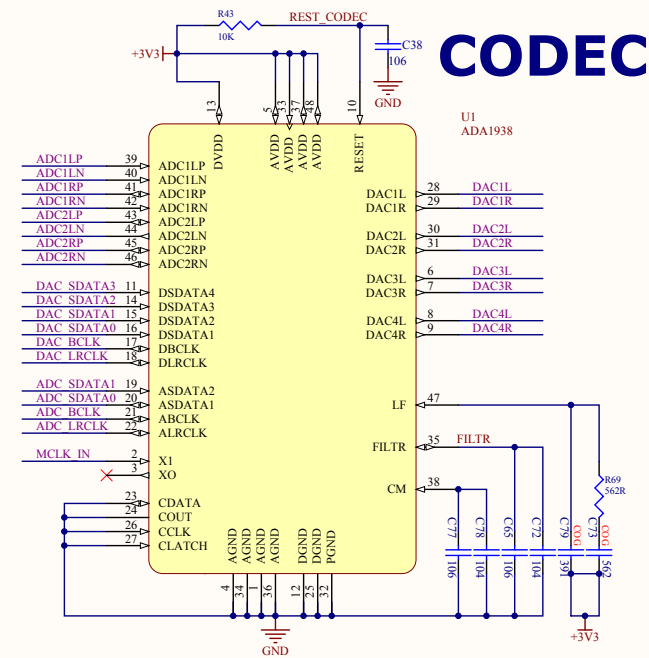 R43
10K
REST_CODEC
+3V3
C38
106
GND
CODEC
U1
ADA1938
13
5
33
37
48
10
DVDD
AVDD
AVDD
AVDD
AVDD
RESET
ADC1LP 39 ADC1LP
ADC1LN 40 ADC1LN
ADC1RP 41 ADC1RP
ADC1RN 42 ADC1RN
ADC2LP 43 ADC2LP
ADC2LN 44 ADC2LN
ADC2RP 45 ADC2RP
ADC2RN 46 ADC2RN
DAC_SDATA3 11 DSDATA4
DAC_SDATA2 14 DSDATA3
DAC_SDATA1 15 DSDATA2
DAC_SDATA0 16 DSDATA1
DAC_BCLK 17 DBCLK
DAC_LRCLK 18 DLRCLK
ADC_SDATA1 19 ASDATA2
ADC_SDATA0 20 ASDATA1
ADC_BCLK 21 ABCLK
ADC_LRCLK 22 ALRCLK
MCLK_IN 2 X1
3 XO
23 CDATA
24 COUT
26 CCLK
27 CLATCH
DAC1L 28 DAC1L
DAC1R 29 DAC1R
DAC2L 30 DAC2L
DAC2R 31 DAC2R
DAC3L 6 DAC3L
DAC3R 7 DAC3R
DAC4L 8 DAC4L
DAC4R 9 DAC4R
LF 47
FILTR 35 FILTR
CM 38
AGND
AGND
AGND
AGND
DGND
DGND
PGND
4
34
1
36
12
25
32
GND
R69
562R
C77
106
C78
104
C65
106
C72
104
C79
COG
391
C73
COG
562
+3V3